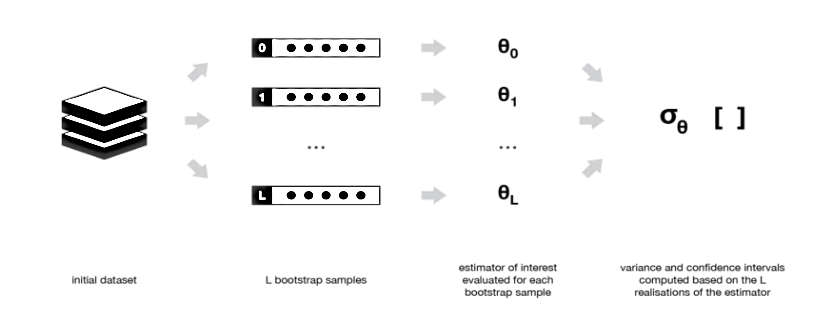 0
θ0
1
θ1
...
...
σθ [ ]
L
θL
initial dataset
L bootstrap samples
estimator of interest
evaluated for each
bootstrap sample
variance and confidence intervals
computed based on the L
realisations of the estimator